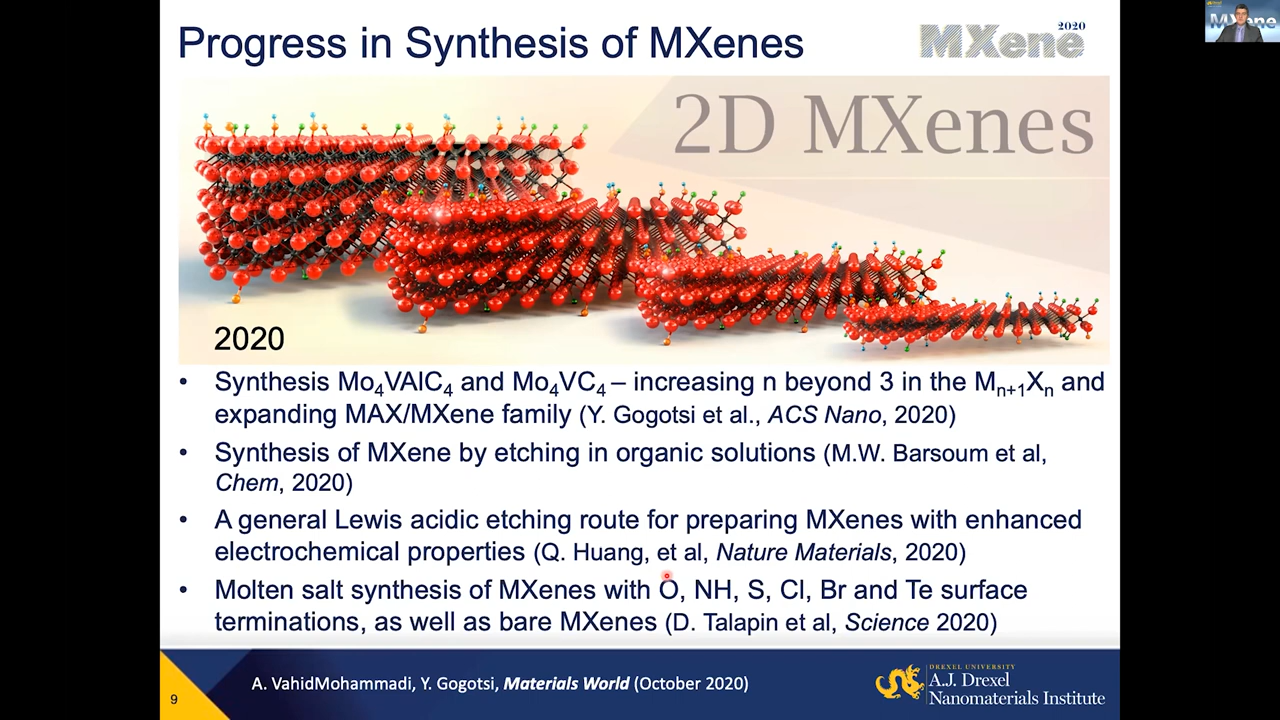 Progress in Synthesis of MXenes
MXene 2020
2D MXenes
2020
• Synthesis Mo₄VAlC₄ and Mo₄VC₄ – increasing n beyond 3 in the Mₙ₊₁Xₙ and
expanding MAX/MXene family (Y. Gogotsi et al., ACS Nano, 2020)
• Synthesis of MXene by etching in organic solutions (M.W. Barsoum et al,
Chem, 2020)
• A general Lewis acidic etching route for preparing MXenes with enhanced
electrochemical properties (Q. Huang, et al, Nature Materials, 2020)
• Molten salt synthesis of MXenes with O, NH, S, Cl, Br and Te surface
terminations, as well as bare MXenes (D. Talapin et al, Science 2020)
9
A. VahidMohammadi, Y. Gogotsi, Materials World (October 2020)
DREXEL UNIVERSITY
A.J. Drexel
Nanomaterials Institute
MXene